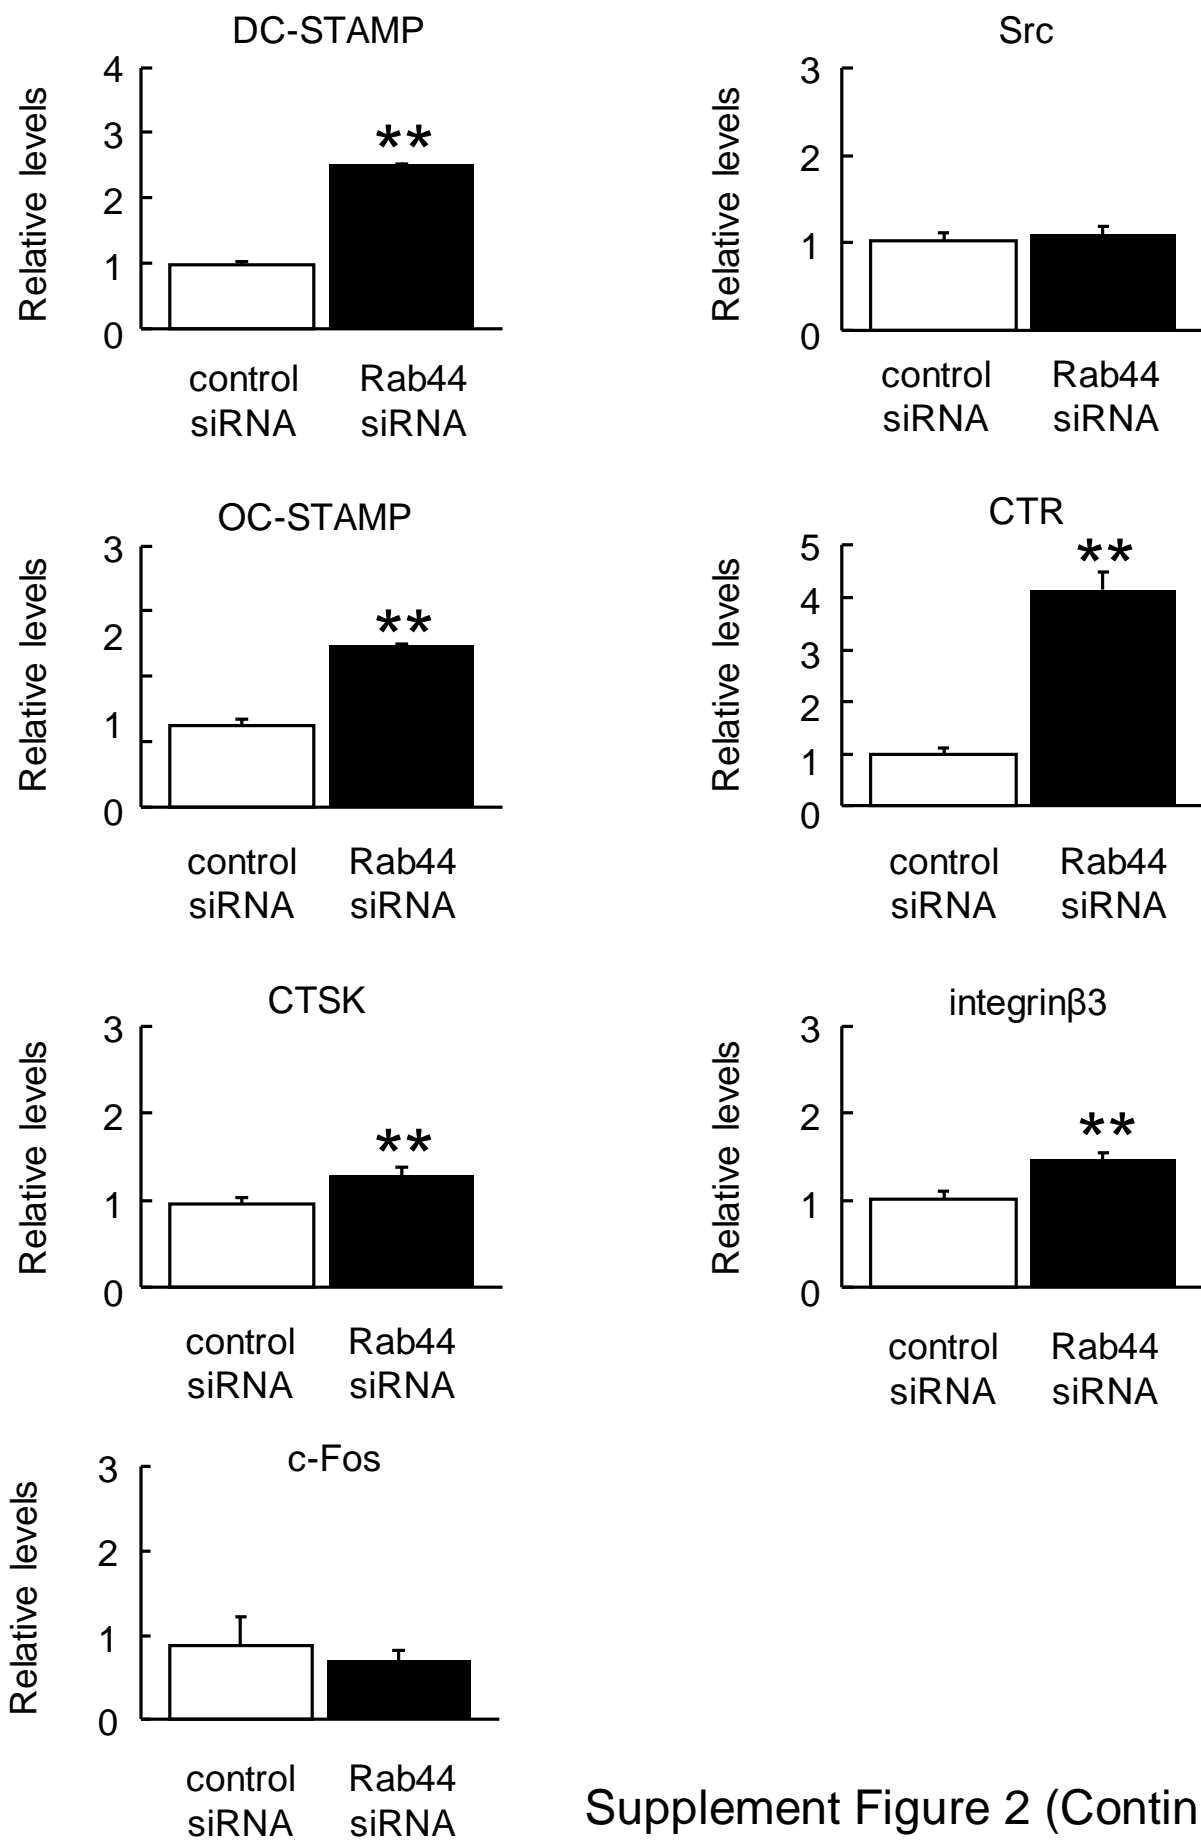 DC-STAMP
Relative levels
4
3
2
1
0
**
control
siRNA
Rab44
siRNA
Src
Relative levels
3
2
1
0
control
siRNA
Rab44
siRNA
OC-STAMP
Relative levels
3
2
1
0
**
control
siRNA
Rab44
siRNA
CTR
Relative levels
5
4
3
2
1
0
**
control
siRNA
Rab44
siRNA
CTSK
Relative levels
3
2
1
0
**
control
siRNA
Rab44
siRNA
integrinβ3
Relative levels
3
2
1
0
**
control
siRNA
Rab44
siRNA
c-Fos
Relative levels
3
2
1
0
control
siRNA
Rab44
siRNA
Supplement Figure 2 (Contin